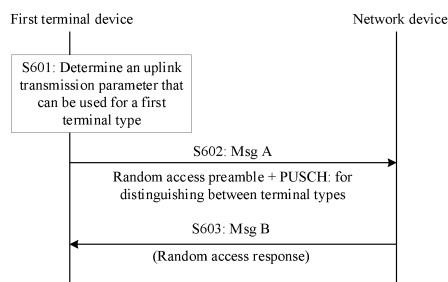 First terminal device
Network device
S601: Determine an uplink
transmission parameter that
can be used for a first
terminal type
S602: Msg A
Random access preamble + PUSCH: for
distinguishing between terminal types
S603: Msg B
(Random access response)